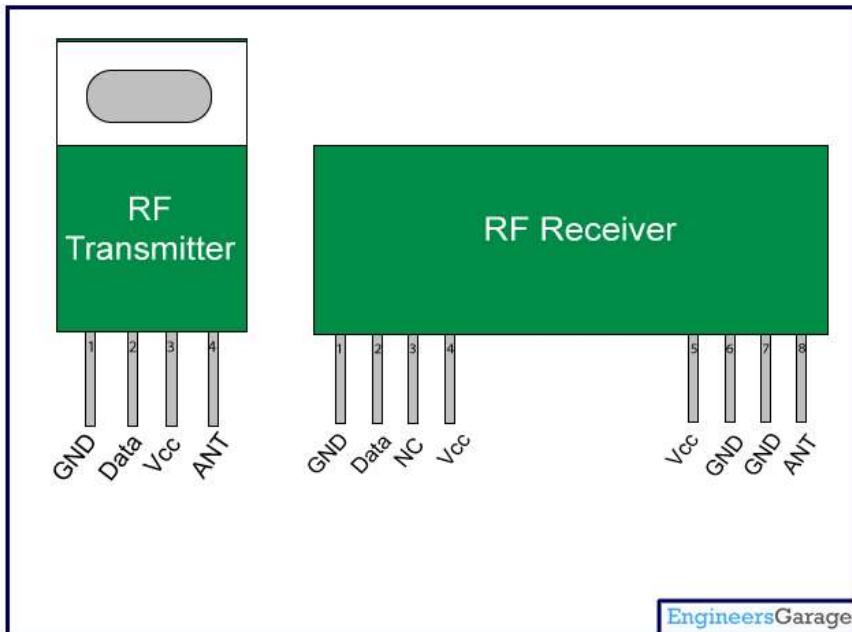 RF
Transmitter
RF Receiver
1 2 3 4
1 2 3 4 5 6 7 8
GND Data Vcc ANT
GND Data NC Vcc Vcc GND GND ANT
EngineersGarage